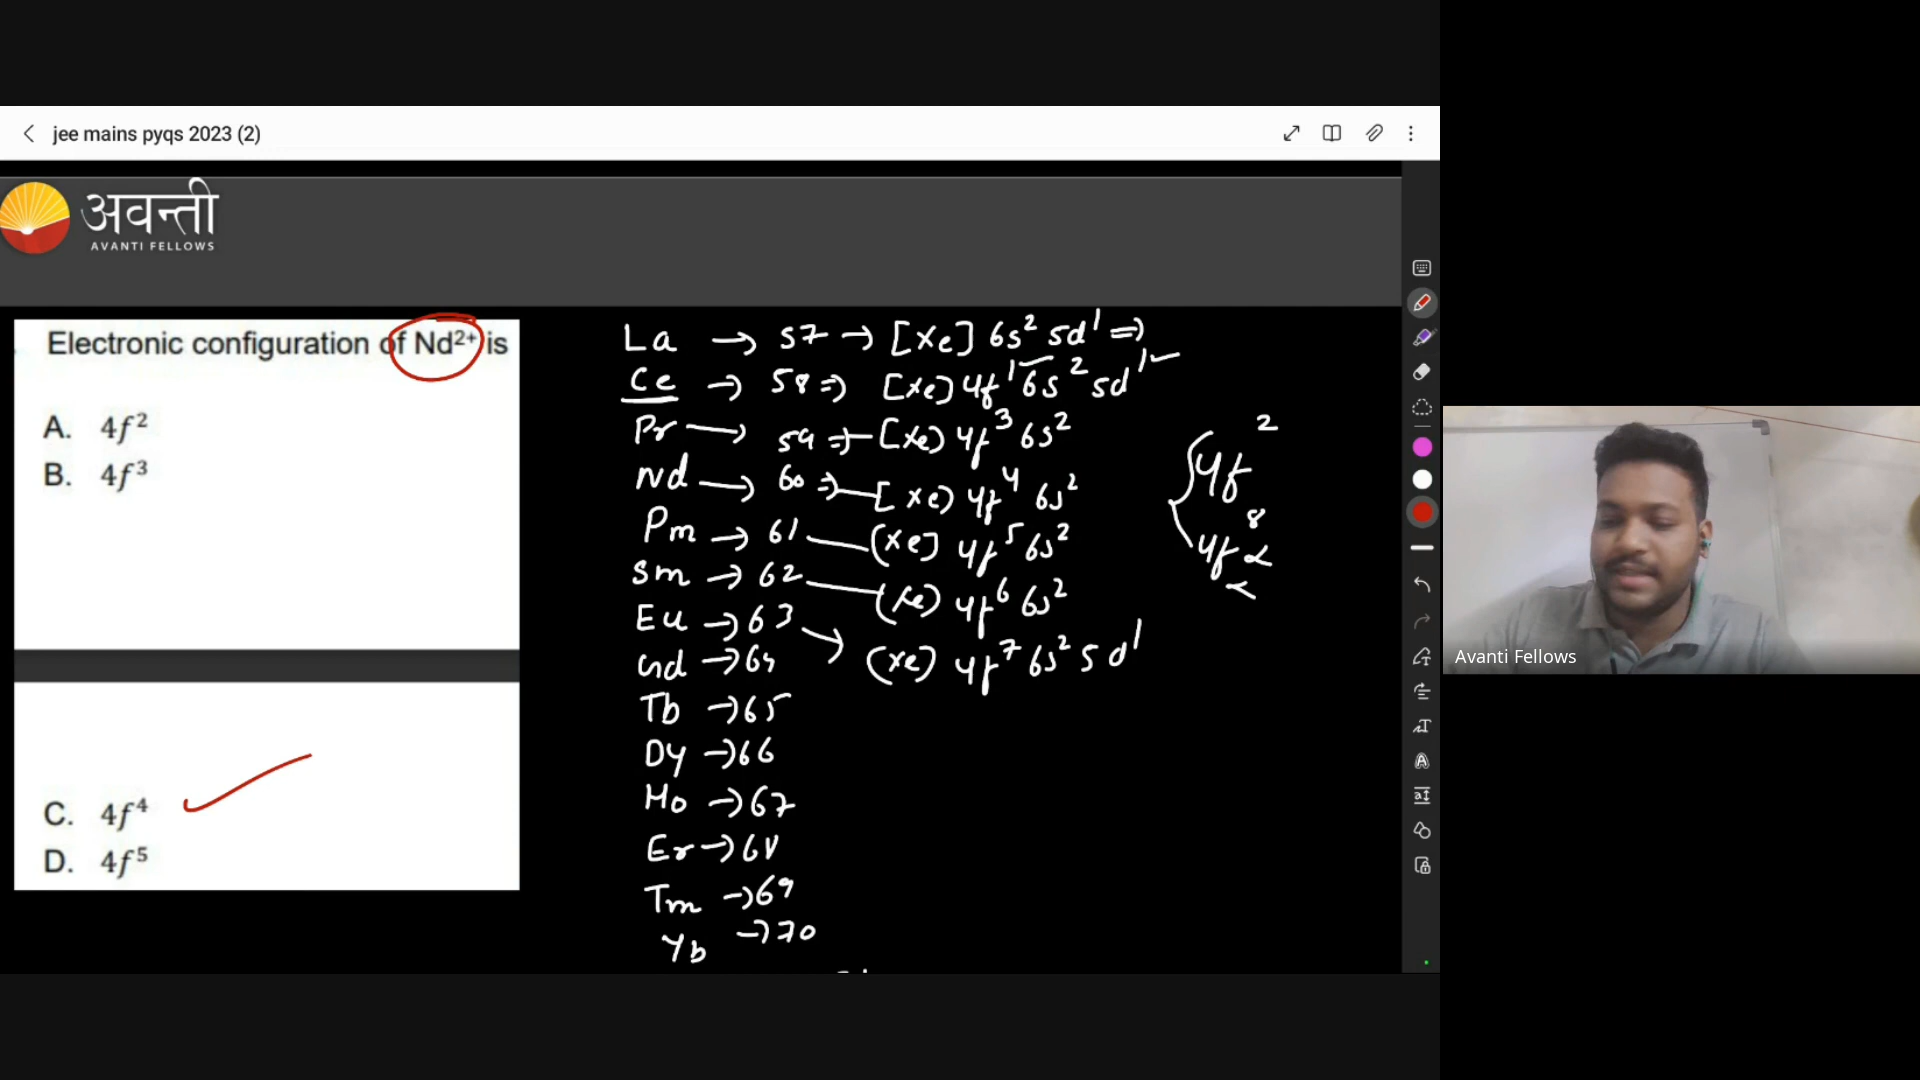 jee mains pyqs 2023 (2)
अवन्ती
AVANTI FELLOWS
Electronic configuration of Nd²⁺ is
A. 4f²
B. 4f³
C. 4f⁴
D. 4f⁵
La → 57 → [Xe] 6s² 5d¹ ⇒
Ce → 58 ⇒ [Xe] 4f¹ 6s² 5d¹
Pr → 59 ⇒ [Xe] 4f³ 6s²
Nd → 60 ⇒ [Xe] 4f⁴ 6s²
Pm → 61 [Xe] 4f⁵ 6s²
Sm → 62 (Xe) 4f⁶ 6s²
Eu → 63 → (Xe) 4f⁷ 6s² 5d¹
Gd → 64
Tb → 65
Dy → 66
Ho → 67
Er → 68
Tm → 69
Yb → 70
4f²
4f⁸
Avanti Fellows